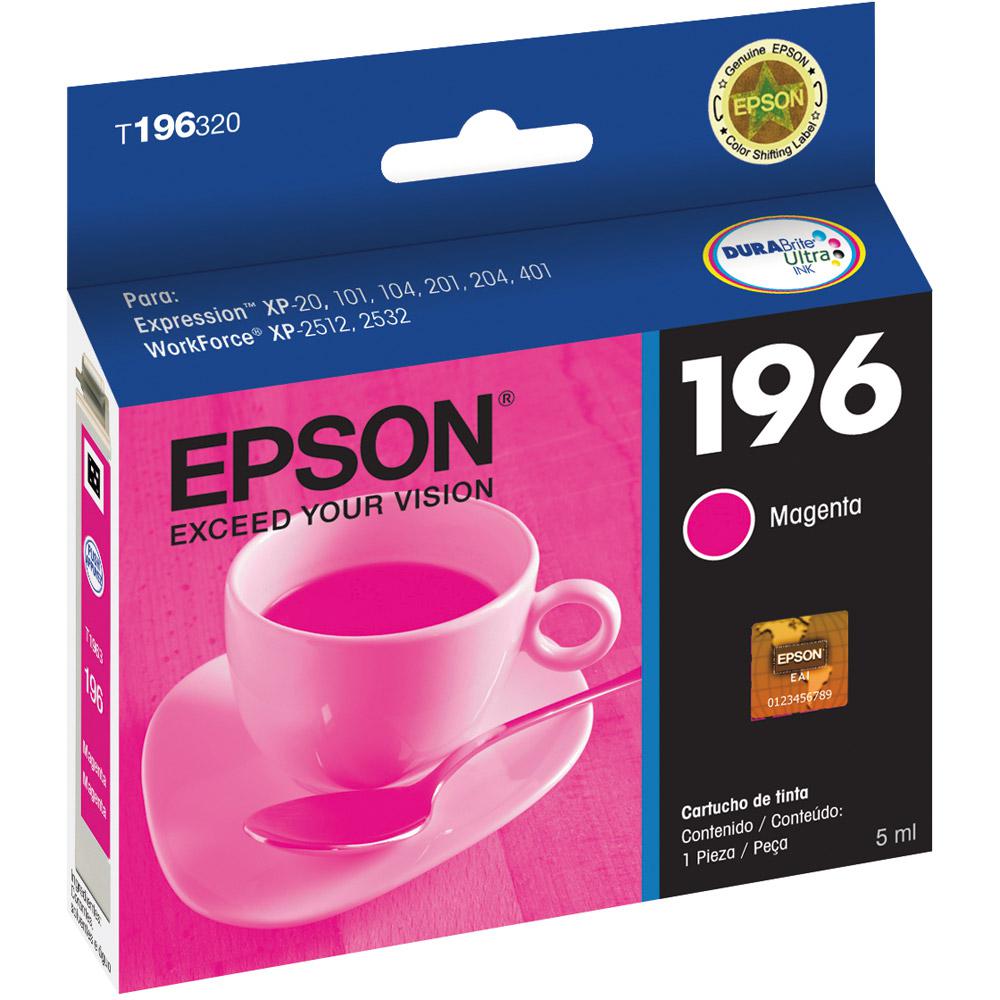 T196320
Genuine EPSON
EPSON
Color Shifting Label
DURABrite
Ultra
INK
Para:
Expression™ XP-20, 101, 104, 201, 204, 401
WorkForce® XP-2512, 2532
EPSON®
EXCEED YOUR VISION
196
Magenta
EPSON
EAI
0123456789
Cartucho de tinta
Contenido / Conteúdo:
1 Pieza / Peça
5 ml
T1963
196
Magenta
Magenta